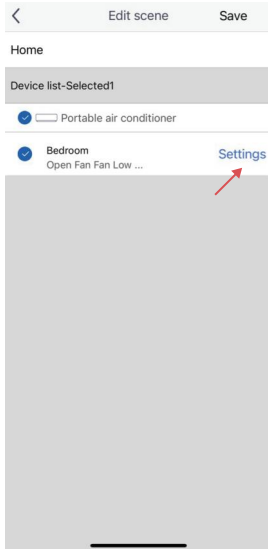 Edit scene Save
Home
Device list-Selected1
Portable air conditioner
Bedroom Settings
Open Fan Fan Low ...